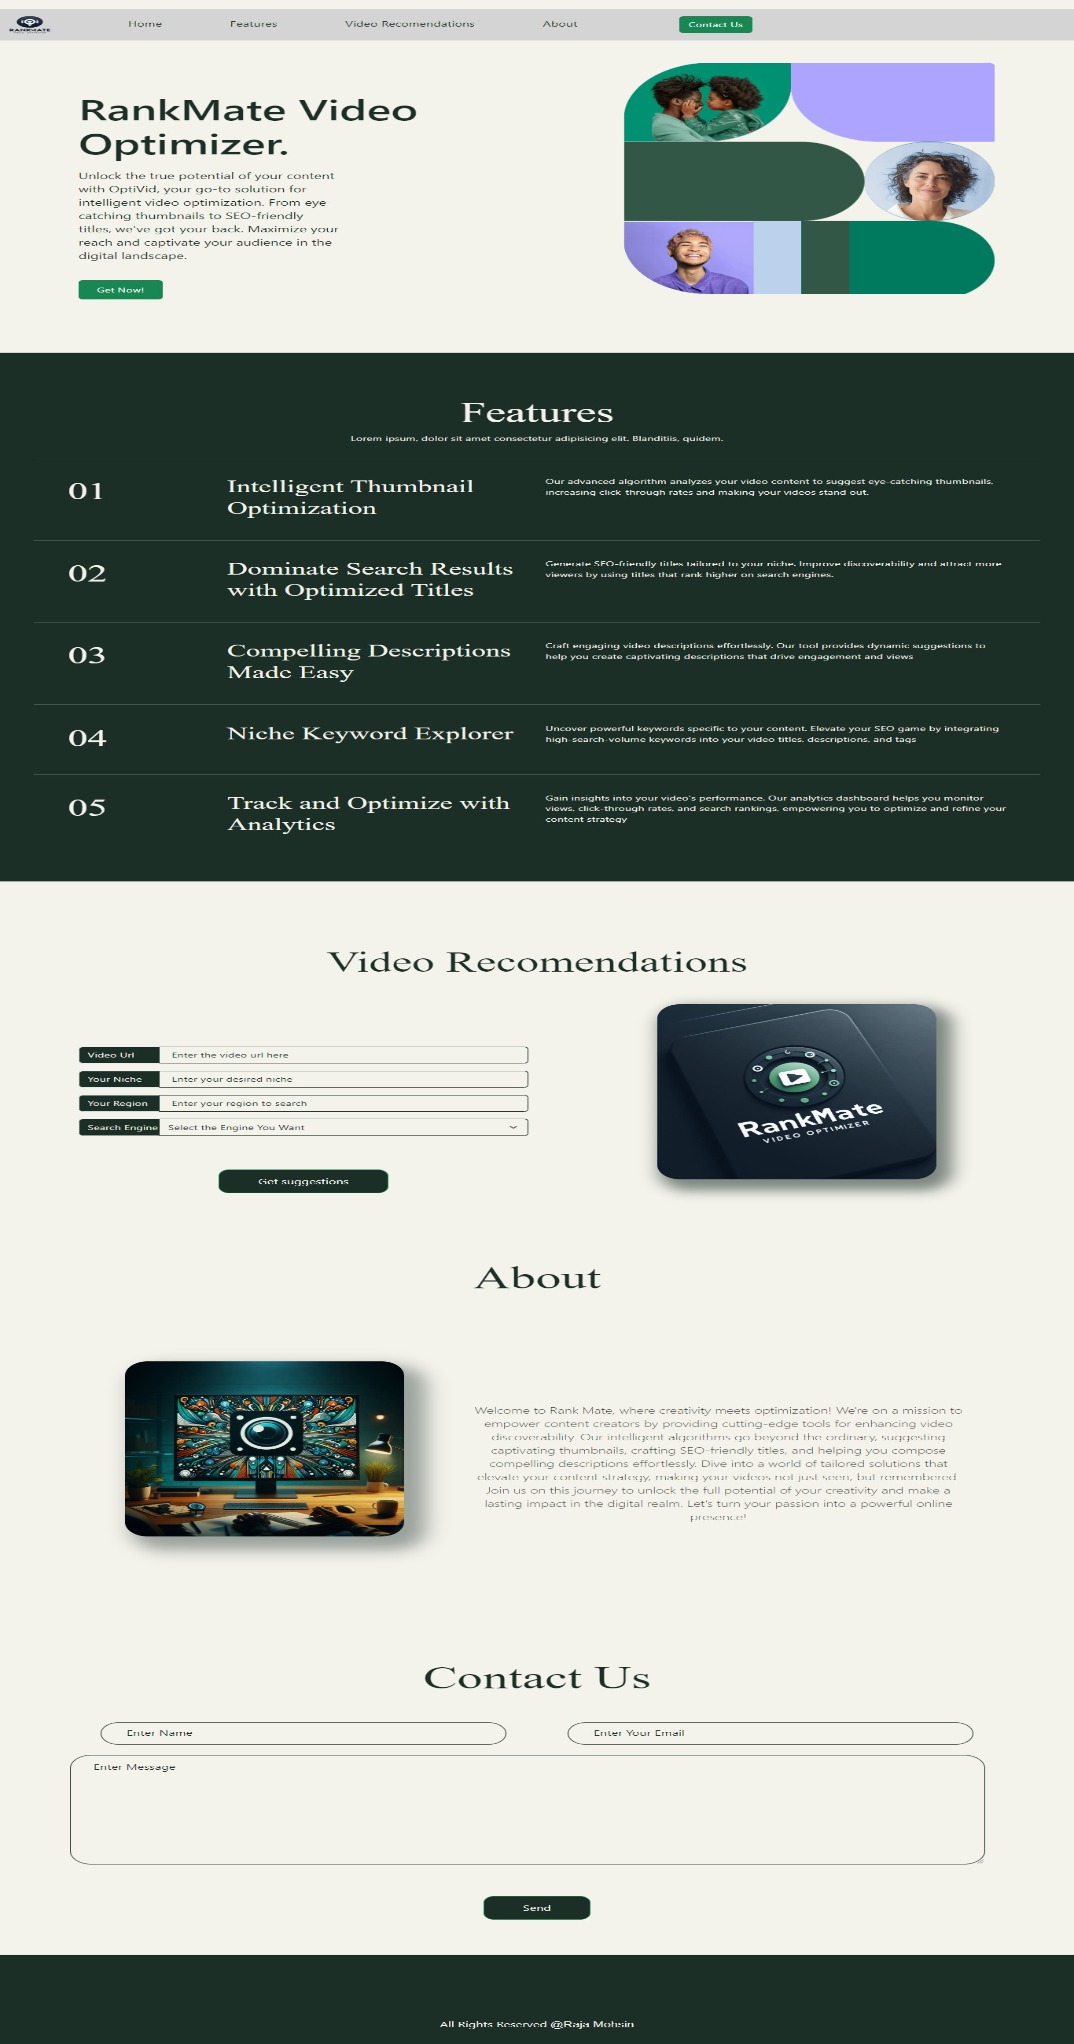 RANKMATE
Home
Features
Video Recomendations
About
Contact Us
RankMate Video
Optimizer.
Unlock the true potential of your content
with OptiVid, your go-to solution for
intelligent video optimization. From eye
catching thumbnails to SEO-friendly
titles, we've got your back. Maximize your
reach and captivate your audience in the
digital landscape.
Get Now!
Features
Lorem ipsum, dolor sit amet consectetur adipisicing elit. Blanditiis, quidem.
01
Intelligent Thumbnail
Optimization
Our advanced algorithm analyzes your video content to suggest eye-catching thumbnails,
increasing click-through rates and making your videos stand out.
02
Dominate Search Results
with Optimized Titles
Generate SEO-friendly titles tailored to your niche. Improve discoverability and attract more
viewers by using titles that rank higher on search engines.
03
Compelling Descriptions
Made Easy
Craft engaging video descriptions effortlessly. Our tool provides dynamic suggestions to
help you create captivating descriptions that drive engagement and views
04
Niche Keyword Explorer
Uncover powerful keywords specific to your content. Elevate your SEO game by integrating
high-search-volume keywords into your video titles, descriptions, and tags
05
Track and Optimize with
Analytics
Gain insights into your video's performance. Our analytics dashboard helps you monitor
views, click-through rates, and search rankings, empowering you to optimize and refine your
content strategy
Video Recomendations
Video Url
Enter the video url here
Your Niche
Enter your desired niche
Your Region
Enter your region to search
Search Engine
Select the Engine You Want
Get suggestions
RankMate
VIDEO OPTIMIZER
About
Welcome to Rank Mate, where creativity meets optimization! We're on a mission to
empower content creators by providing cutting-edge tools for enhancing video
discoverability. Our intelligent algorithms go beyond the ordinary, suggesting
captivating thumbnails, crafting SEO-friendly titles, and helping you compose
compelling descriptions effortlessly. Dive into a world of tailored solutions that
elevate your content strategy, making your videos not just seen, but remembered
Join us on this journey to unlock the full potential of your creativity and make a
lasting impact in the digital realm. Let's turn your passion into a powerful online
presence!
Contact Us
Enter Name
Enter Your Email
Enter Message
Send
All Rights Reserved @Raja Mohsin